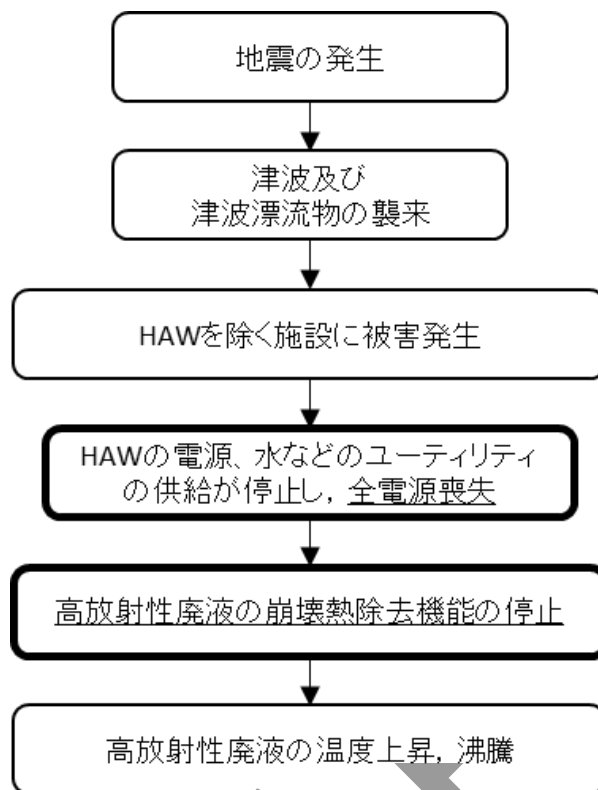 地震の発生
津波及び
津波漂流物の襲来
HAWを除く施設に被害発生
HAWの電源、水などのユーティリティ
の供給が停止し，全電源喪失
高放射性廃液の崩壊熱除去機能の停止
高放射性廃液の温度上昇，沸騰